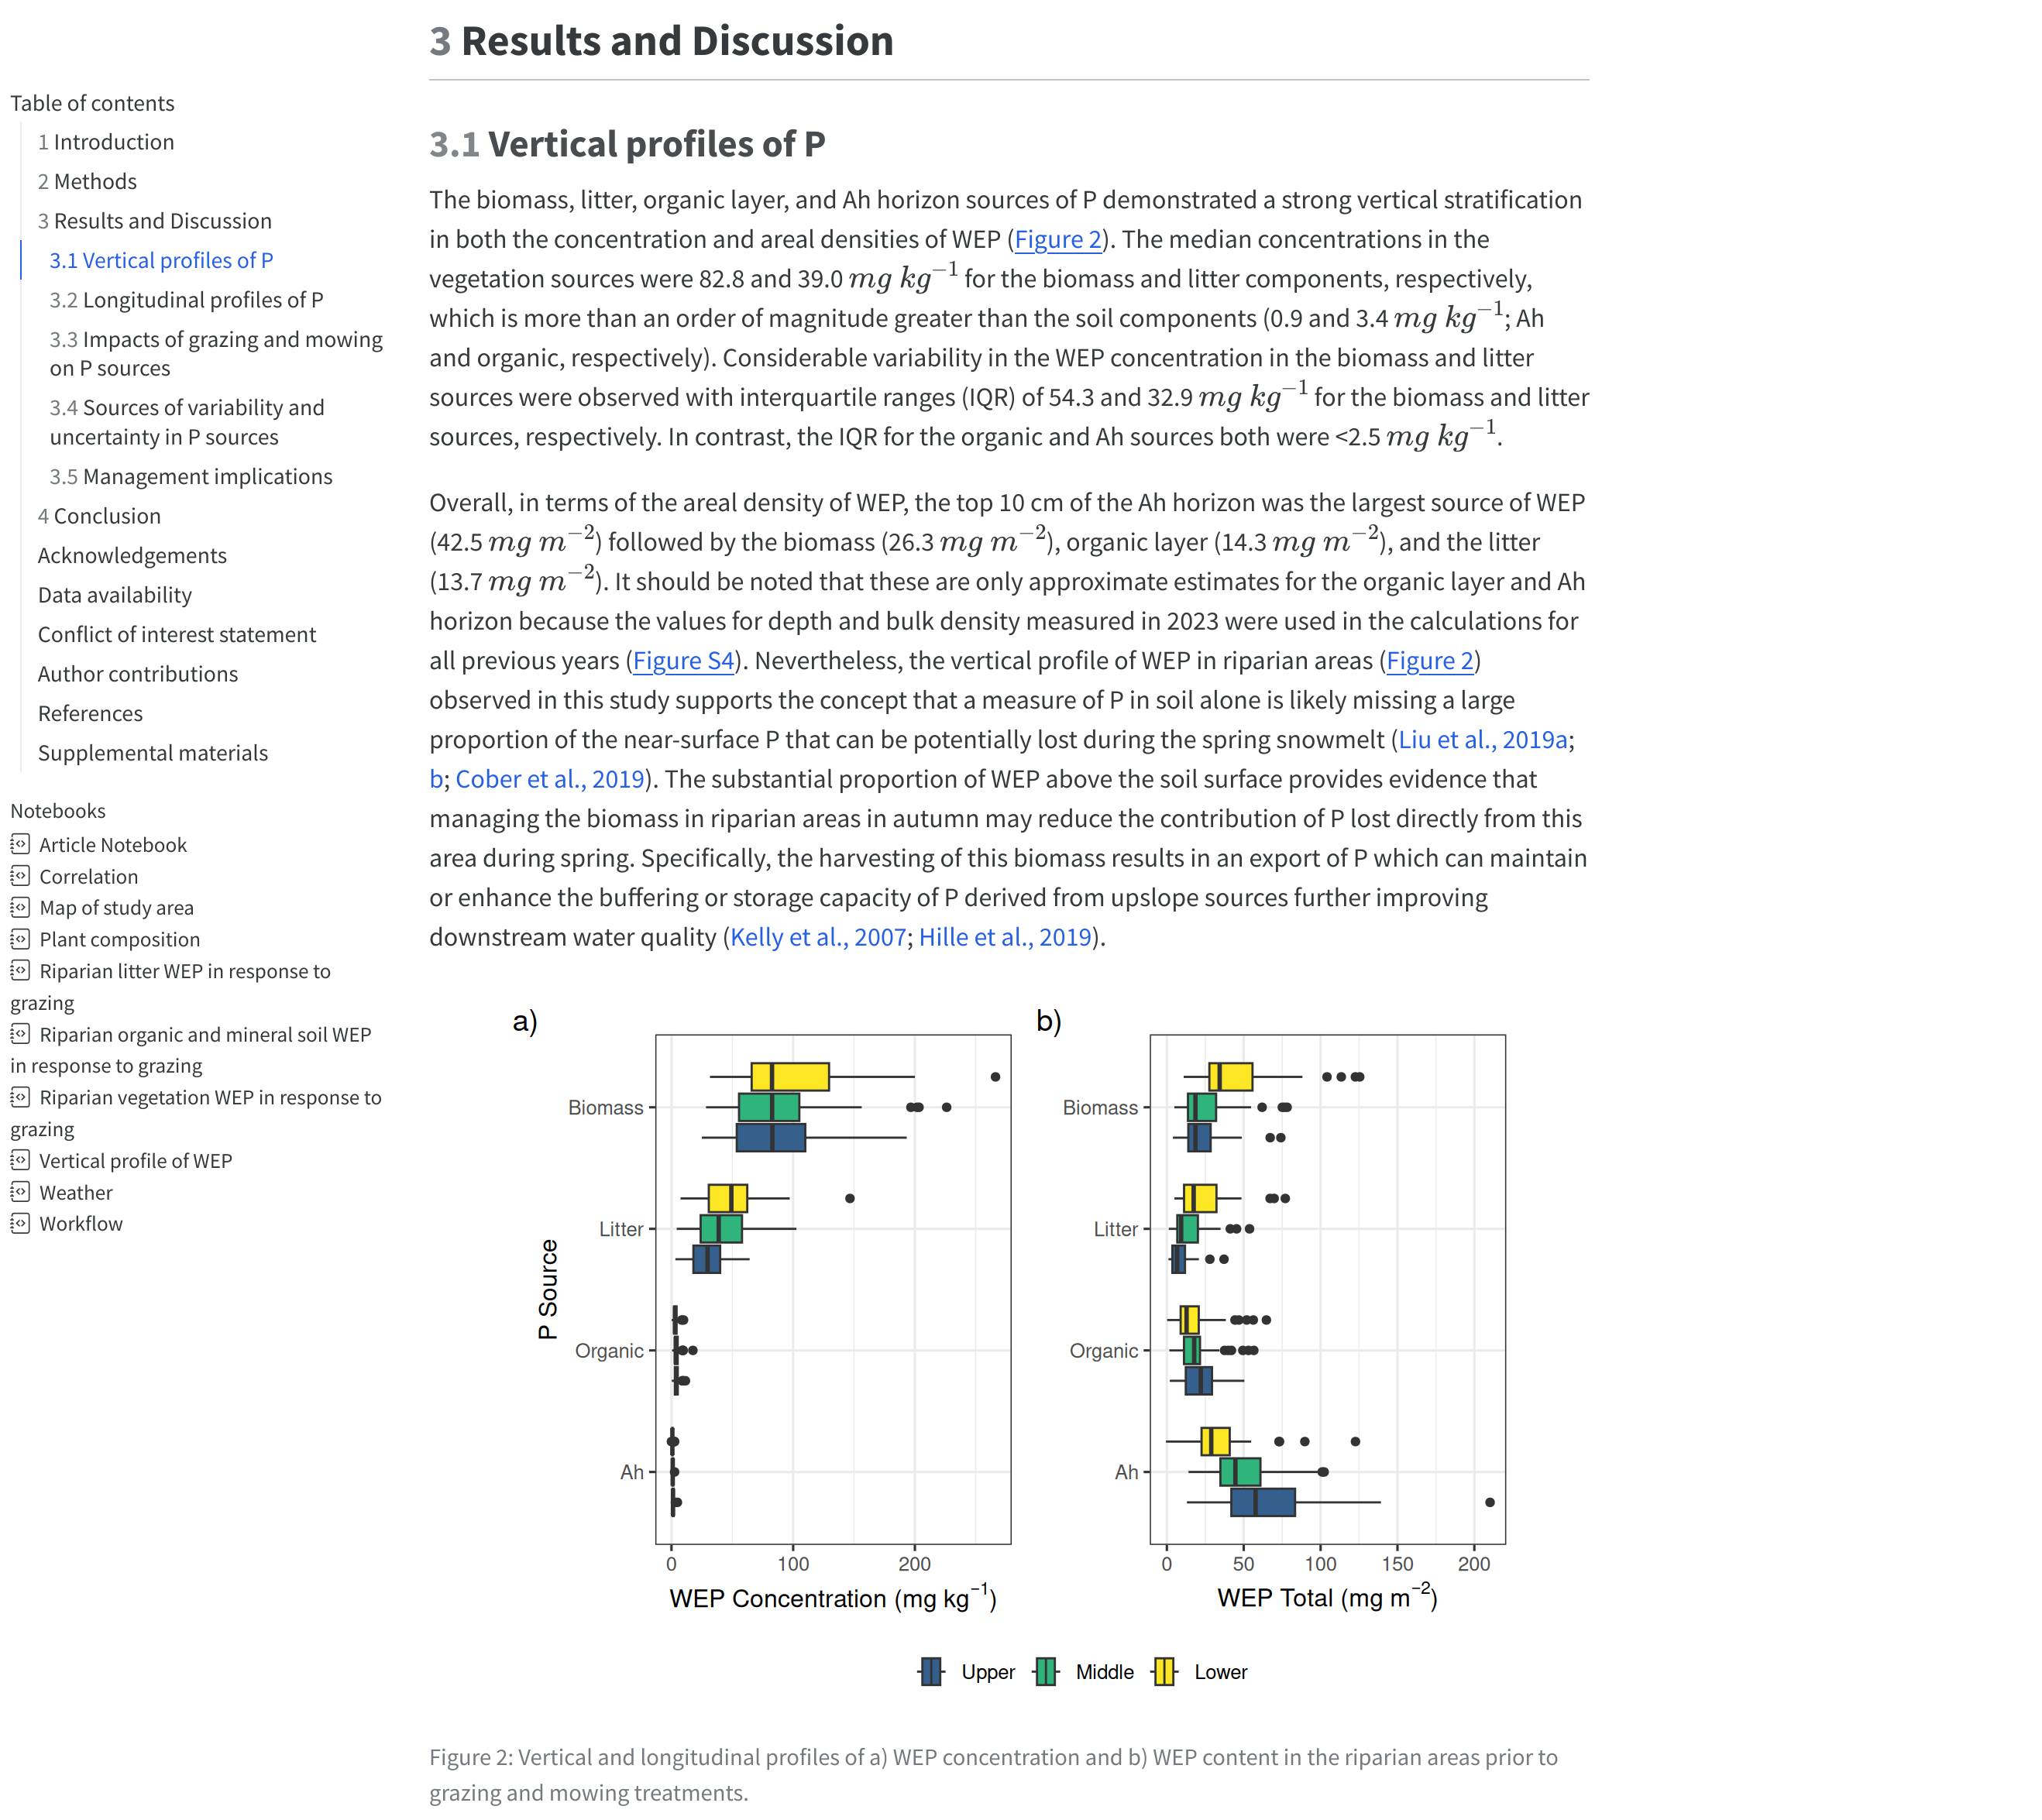 3 Results and Discussion
Table of contents
1 Introduction
2 Methods
3 Results and Discussion
3.1 Vertical profiles of P
3.2 Longitudinal profiles of P
3.3 Impacts of grazing and mowing
on P sources
3.4 Sources of variability and
uncertainty in P sources
3.5 Management implications
4 Conclusion
Acknowledgements
Data availability
Conflict of interest statement
Author contributions
References
Supplemental materials
Notebooks
Article Notebook
Correlation
Map of study area
Plant composition
Riparian litter WEP in response to
grazing
Riparian organic and mineral soil WEP
in response to grazing
Riparian vegetation WEP in response to
grazing
Vertical profile of WEP
Weather
Workflow
3.1 Vertical profiles of P
The biomass, litter, organic layer, and Ah horizon sources of P demonstrated a strong vertical stratification
in both the concentration and areal densities of WEP (Figure 2). The median concentrations in the
vegetation sources were 82.8 and 39.0 mg kg⁻¹ for the biomass and litter components, respectively,
which is more than an order of magnitude greater than the soil components (0.9 and 3.4 mg kg⁻¹; Ah
and organic, respectively). Considerable variability in the WEP concentration in the biomass and litter
sources were observed with interquartile ranges (IQR) of 54.3 and 32.9 mg kg⁻¹ for the biomass and litter
sources, respectively. In contrast, the IQR for the organic and Ah sources both were <2.5 mg kg⁻¹.
Overall, in terms of the areal density of WEP, the top 10 cm of the Ah horizon was the largest source of WEP
(42.5 mg m⁻²) followed by the biomass (26.3 mg m⁻²), organic layer (14.3 mg m⁻²), and the litter
(13.7 mg m⁻²). It should be noted that these are only approximate estimates for the organic layer and Ah
horizon because the values for depth and bulk density measured in 2023 were used in the calculations for
all previous years (Figure S4). Nevertheless, the vertical profile of WEP in riparian areas (Figure 2)
observed in this study supports the concept that a measure of P in soil alone is likely missing a large
proportion of the near-surface P that can be potentially lost during the spring snowmelt (Liu et al., 2019a;
b; Cober et al., 2019). The substantial proportion of WEP above the soil surface provides evidence that
managing the biomass in riparian areas in autumn may reduce the contribution of P lost directly from this
area during spring. Specifically, the harvesting of this biomass results in an export of P which can maintain
or enhance the buffering or storage capacity of P derived from upslope sources further improving
downstream water quality (Kelly et al., 2007; Hille et al., 2019).
a)
P Source
Biomass
Litter
Organic
Ah
0 100 200
WEP Concentration (mg kg⁻¹)
b)
Biomass
Litter
Organic
Ah
0 50 100 150 200
WEP Total (mg m⁻²)
Upper Middle Lower
Figure 2: Vertical and longitudinal profiles of a) WEP concentration and b) WEP content in the riparian areas prior to
grazing and mowing treatments.